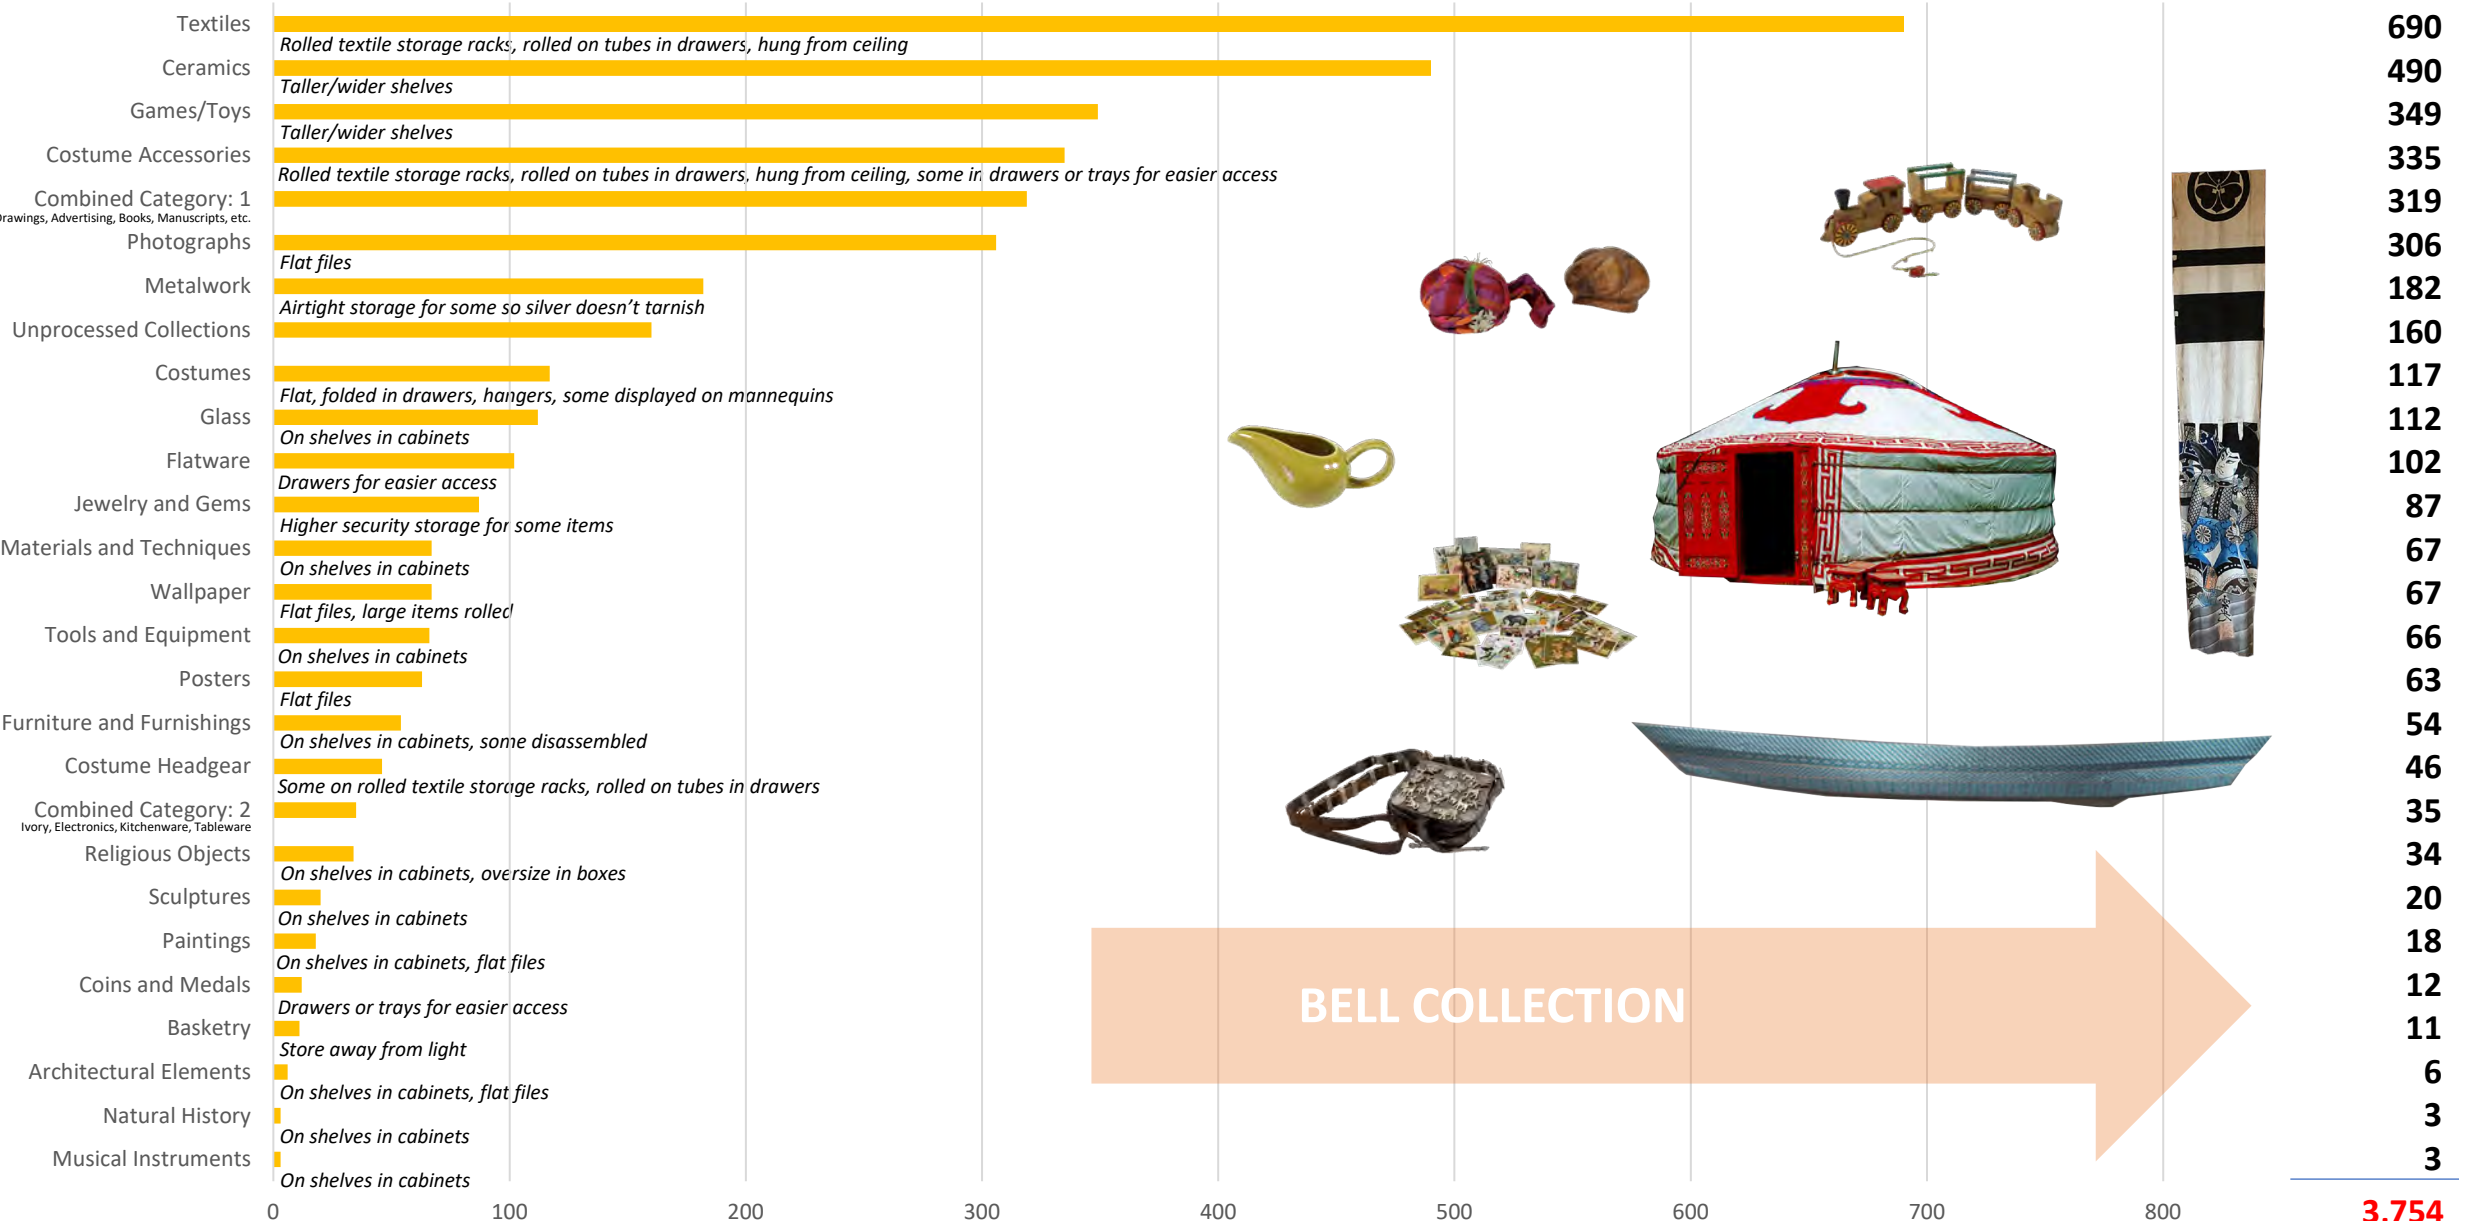 Textiles 690
Rolled textile storage racks, rolled on tubes in drawers, hung from ceiling
Ceramics 490
Taller/wider shelves
Games/Toys 349
Taller/wider shelves
Costume Accessories 335
Rolled textile storage racks, rolled on tubes in drawers, hung from ceiling, some in drawers or trays for easier access
Combined Category: 1 319
Drawings, Advertising, Books, Manuscripts, etc.
Photographs 306
Flat files
Metalwork 182
Airtight storage for some so silver doesn’t tarnish
Unprocessed Collections 160
Costumes 117
Flat, folded in drawers, hangers, some displayed on mannequins
Glass 112
On shelves in cabinets
Flatware 102
Drawers for easier access
Jewelry and Gems 87
Higher security storage for some items
Materials and Techniques 67
On shelves in cabinets
Wallpaper 67
Flat files, large items rolled
Tools and Equipment 66
On shelves in cabinets
Posters 63
Flat files
Furniture and Furnishings 54
On shelves in cabinets, some disassembled
Costume Headgear 46
Some on rolled textile storage racks, rolled on tubes in drawers
Combined Category: 2 35
Ivory, Electronics, Kitchenware, Tableware
Religious Objects 34
On shelves in cabinets, oversize in boxes
Sculptures 20
On shelves in cabinets
Paintings 18
On shelves in cabinets, flat files
Coins and Medals 12
Drawers or trays for easier access
BELL COLLECTION
Basketry 11
Store away from light
Architectural Elements 6
On shelves in cabinets, flat files
Natural History 3
On shelves in cabinets
Musical Instruments 3
On shelves in cabinets
0 100 200 300 400 500 600 700 800
3.754